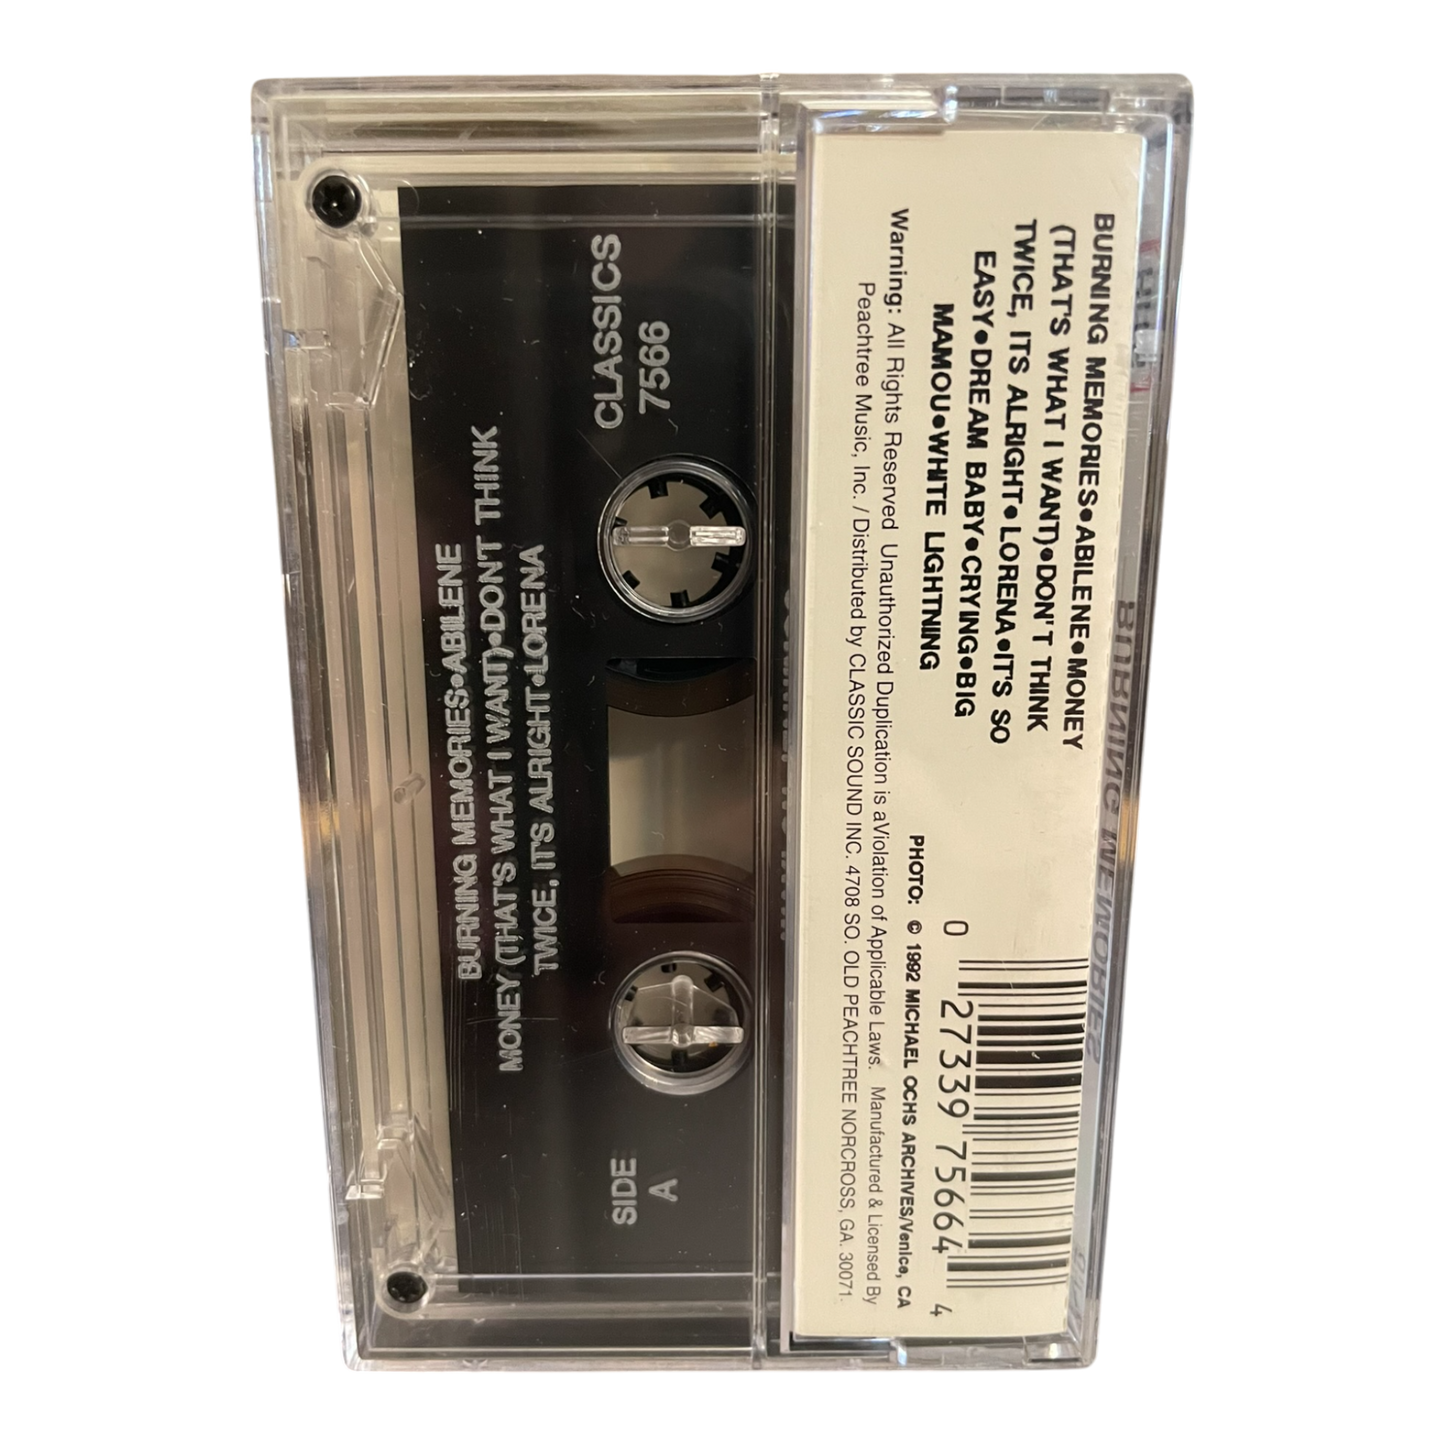 BURNING MEMORIES•ABILENE•MONEY
(THAT'S WHAT I WANT)•DON'T THINK
TWICE, ITS ALRIGHT•LORENA•IT'S SO
EASY•DREAM BABY•CRYING•BIG
MAMOU•WHITE LIGHTNING
PHOTO: © 1992 MICHAEL OCHS ARCHIVES/Venice, CA
Warning: All Rights Reserved Unauthorized Duplication is aViolation of Applicable Laws. Manufactured & Licensed By
Peachtree Music, Inc. / Distributed by CLASSIC SOUND INC. 4708 SO. OLD PEACHTREE NORCROSS, GA. 30071.
0 27339 75664 4
CLASSICS
7566
SIDE
A
BURNING MEMORIES•ABILENE
MONEY (THAT'S WHAT I WANT)•DON'T THINK
TWICE, IT'S ALRIGHT•LORENA
BURNING MEMORIES